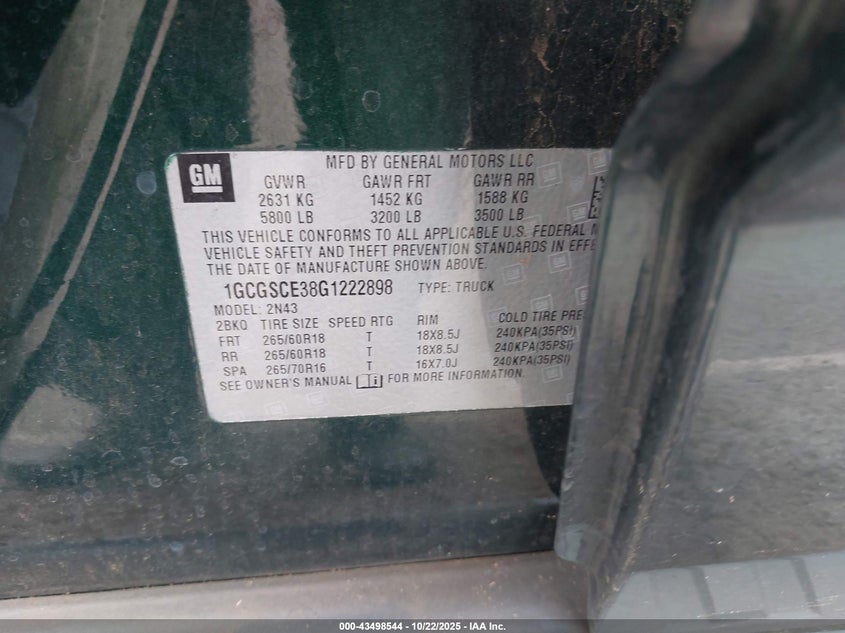 GM
MFD BY GENERAL MOTORS LLC
GVWR GAWR FRT GAWR RR
2631 KG 1452 KG 1588 KG
5800 LB 3200 LB 3500 LB
THIS VEHICLE CONFORMS TO ALL APPLICABLE U.S. FEDERAL
VEHICLE SAFETY AND THEFT PREVENTION STANDARDS IN EFFE
THE DATE OF MANUFACTURE SHOWN ABOVE.
1GCGSCE38G1222898 TYPE: TRUCK
MODEL: 2N43
2BKQ TIRE SIZE SPEED RTG RIM COLD TIRE PRE
FRT 265/60R18 T 18X8.5J 240KPA(35PSI)
RR 265/60R18 T 18X8.5J 240KPA(35PSI)
SPA 265/70R16 T 16X7.0J 240KPA(35PSI)
SEE OWNER'S MANUAL FOR MORE INFORMATION.
000-43498544 | 10/22/2025 - IAA Inc.